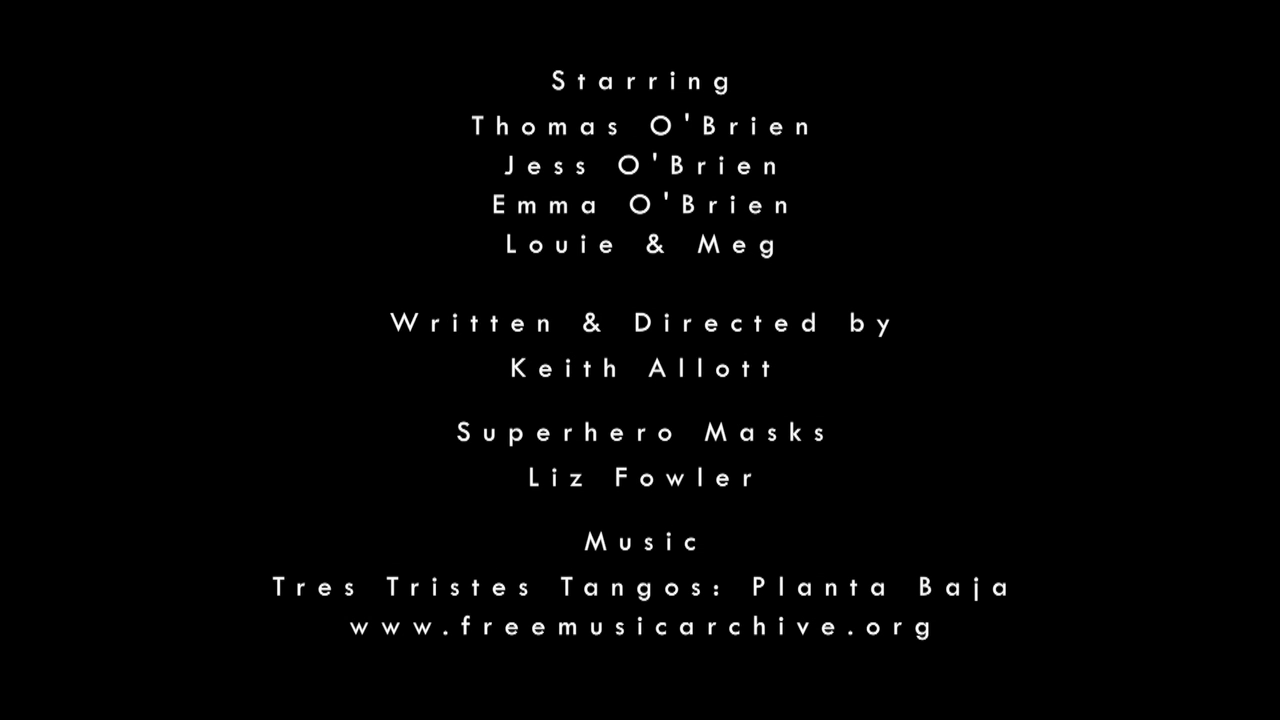 Starring
Thomas O'Brien
Jess O'Brien
Emma O'Brien
Louie & Meg
Written & Directed by
Keith Allott
Superhero Masks
Liz Fowler
Music
Tres Tristes Tangos: Planta Baja
www.freemusicarchive.org